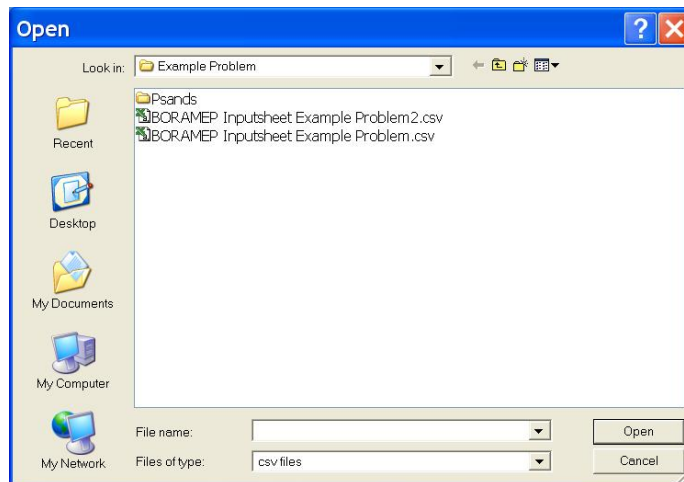 Open
Look in: Example Problem
Psands
BORAMEP Inputsheet Example Problem2.csv
BORAMEP Inputsheet Example Problem.csv
Recent
Desktop
My Documents
My Computer
My Network
File name:
Open
Files of type: csv files
Cancel